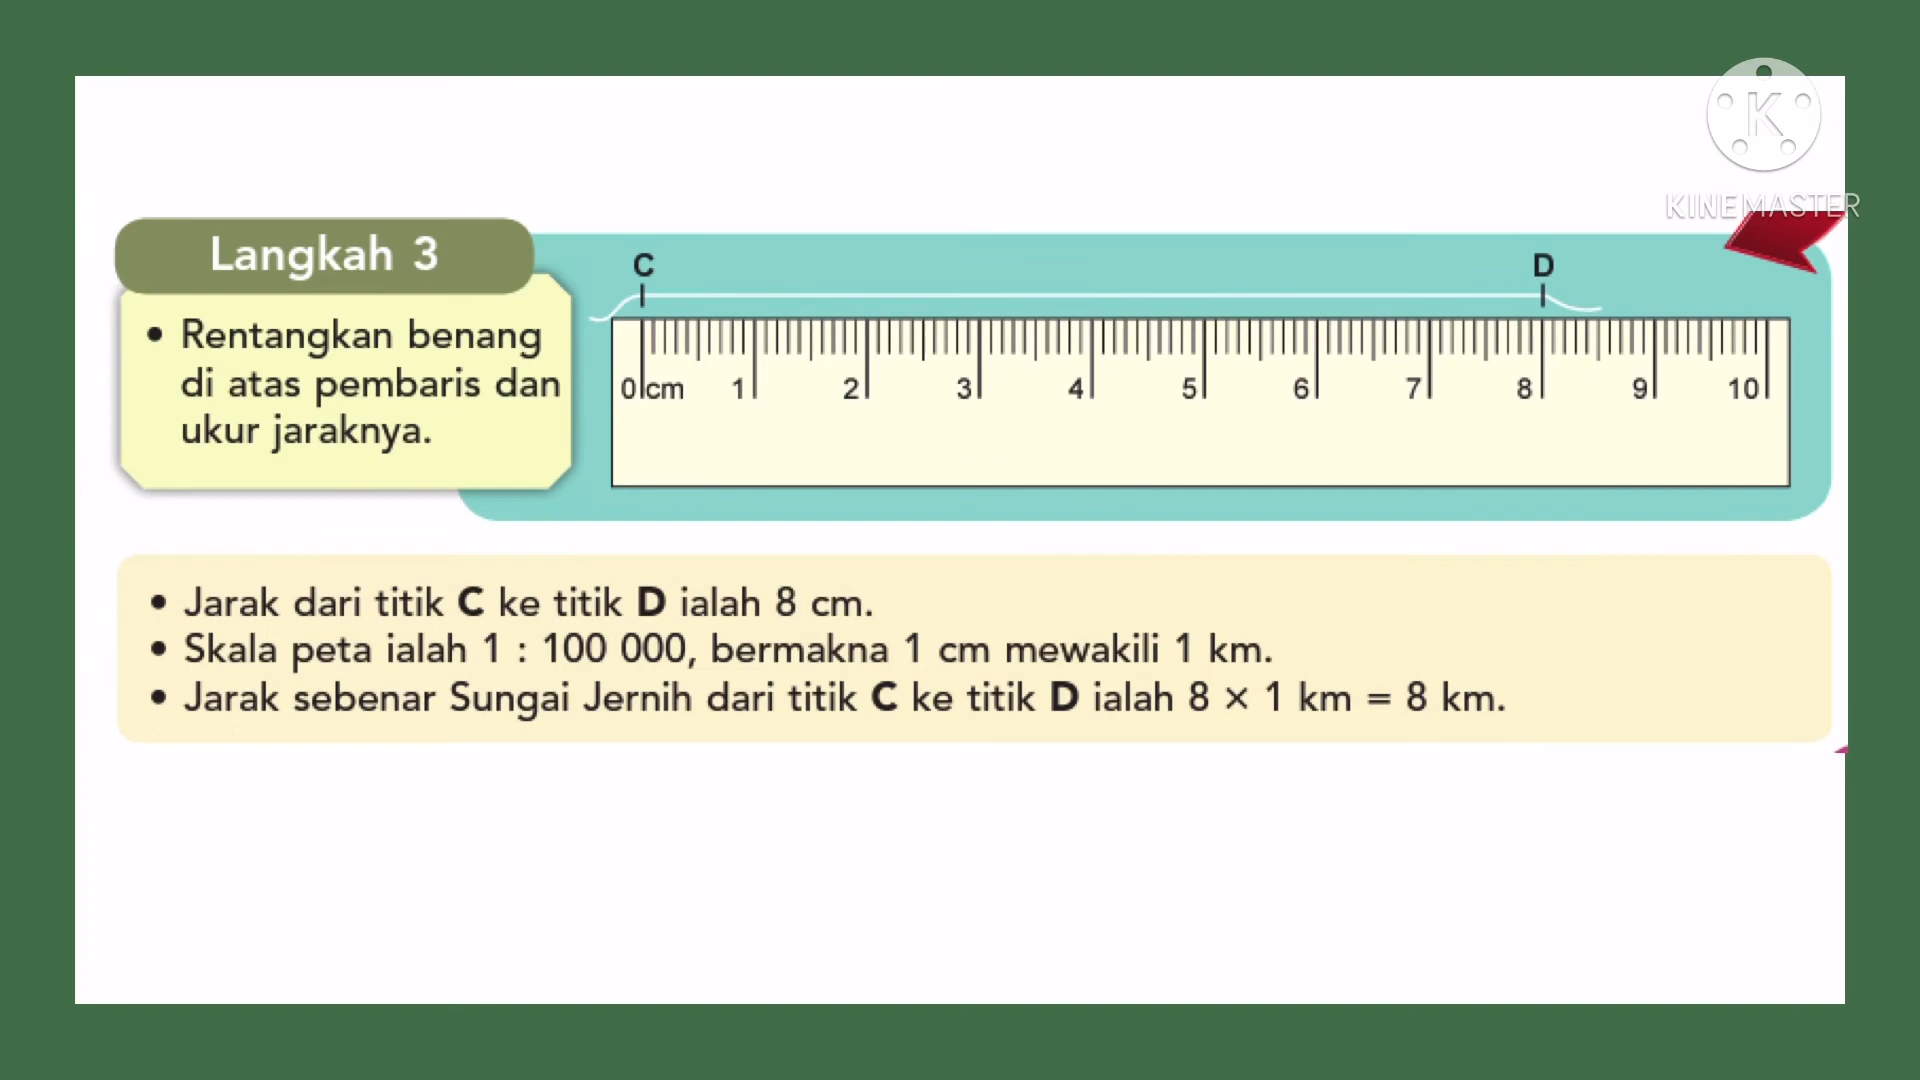 K
KINEMASTER
Langkah 3
• Rentangkan benang
di atas pembaris dan
ukur jaraknya.
C D
0 cm 1 2 3 4 5 6 7 8 9 10
• Jarak dari titik C ke titik D ialah 8 cm.
• Skala peta ialah 1 : 100 000, bermakna 1 cm mewakili 1 km.
• Jarak sebenar Sungai Jernih dari titik C ke titik D ialah 8 × 1 km = 8 km.